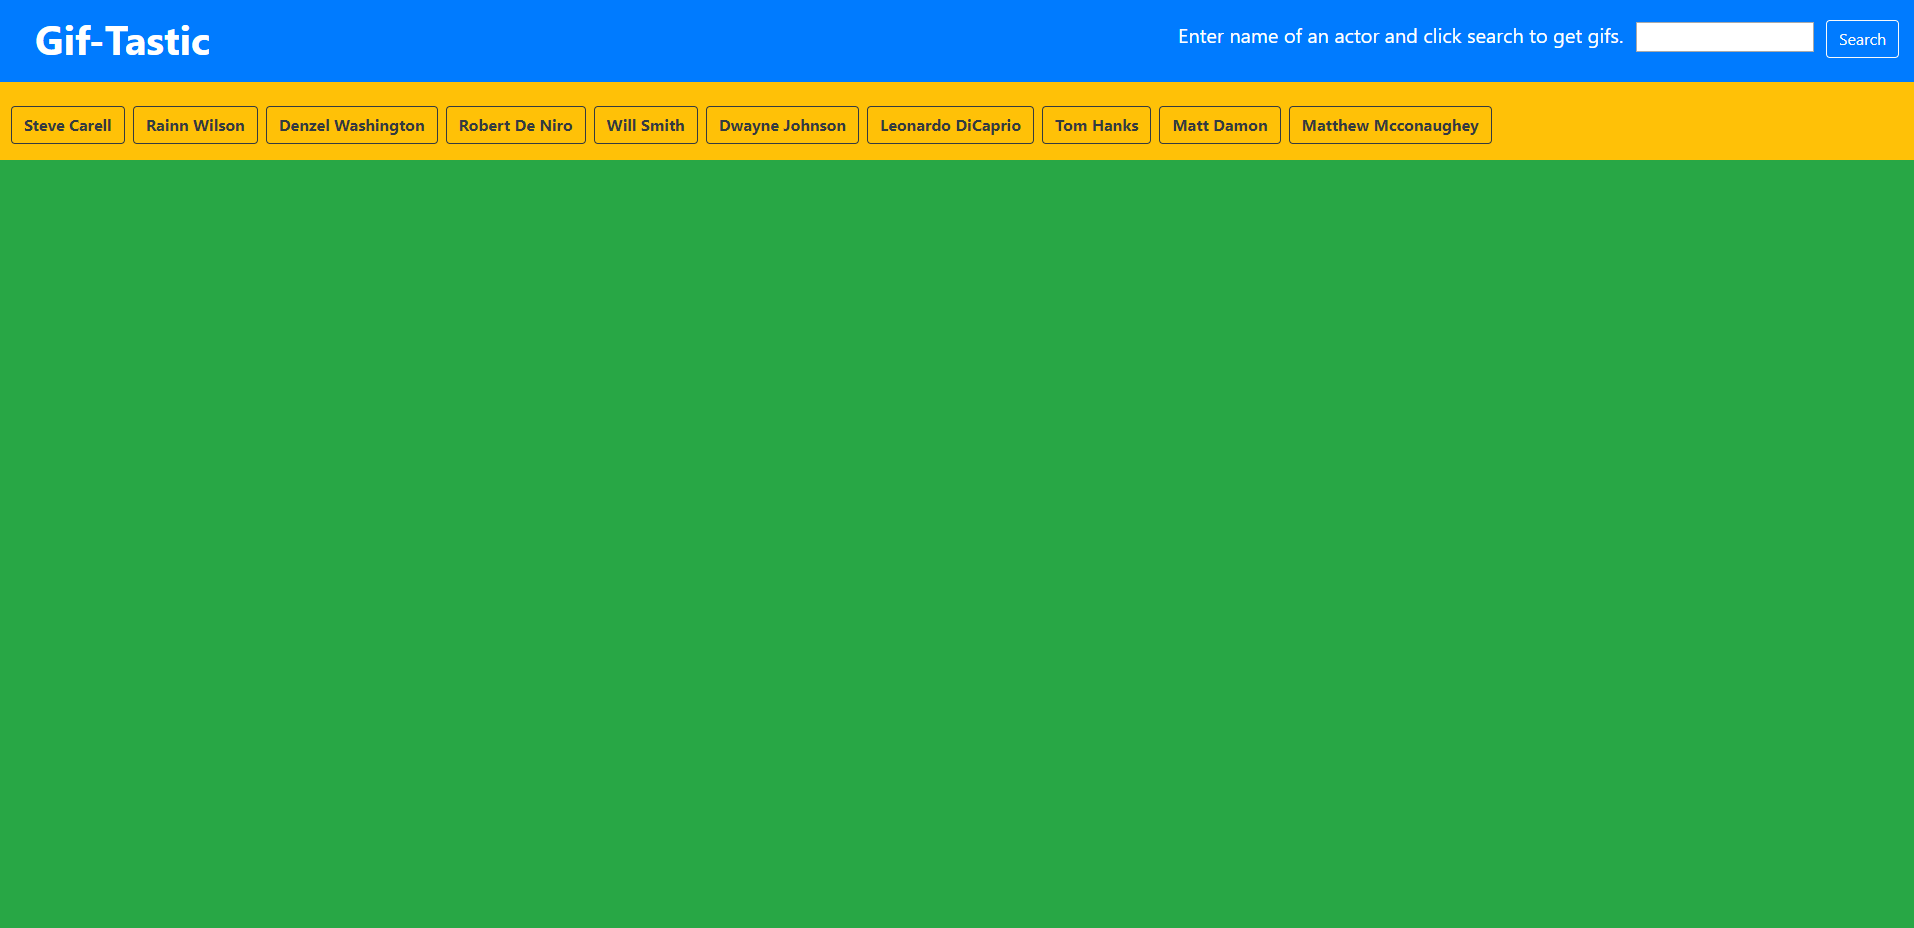 Gif-Tastic
Enter name of an actor and click search to get gifs. Search
Steve Carell Rainn Wilson Denzel Washington Robert De Niro Will Smith Dwayne Johnson Leonardo DiCaprio Tom Hanks Matt Damon Matthew Mcconaughey